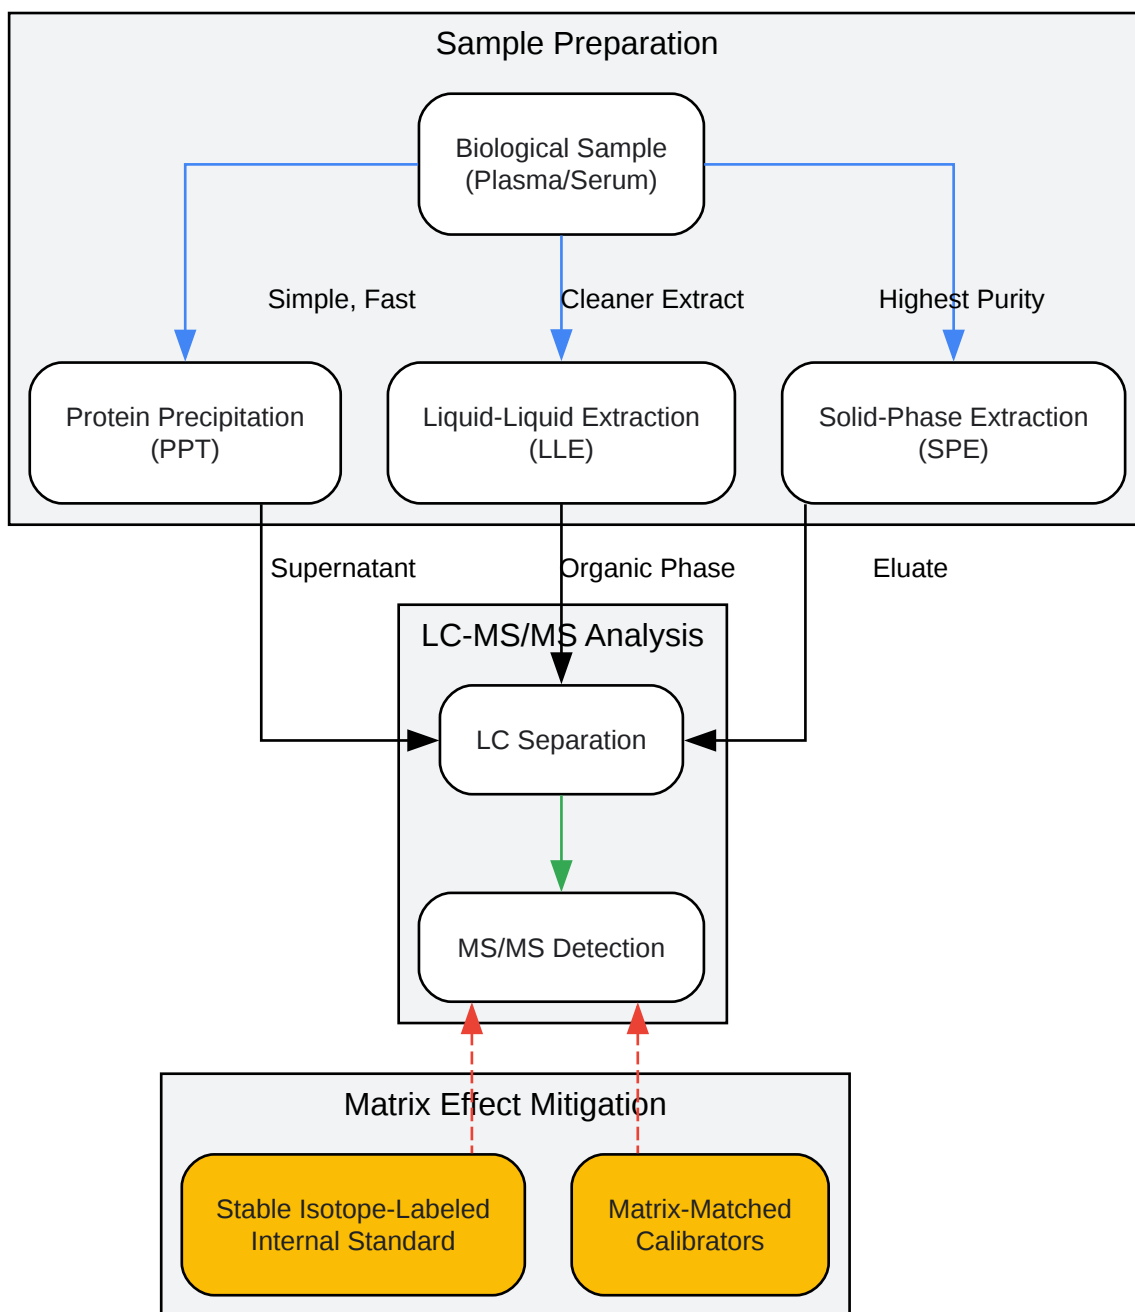 Sample Preparation
Biological Sample
(Plasma/Serum)
Simple, Fast
Cleaner Extract
Highest Purity
Protein Precipitation
(PPT)
Liquid-Liquid Extraction
(LLE)
Solid-Phase Extraction
(SPE)
Supernatant
Organic Phase
Eluate
LC-MS/MS Analysis
LC Separation
MS/MS Detection
Matrix Effect Mitigation
Stable Isotope-Labeled
Internal Standard
Matrix-Matched
Calibrators